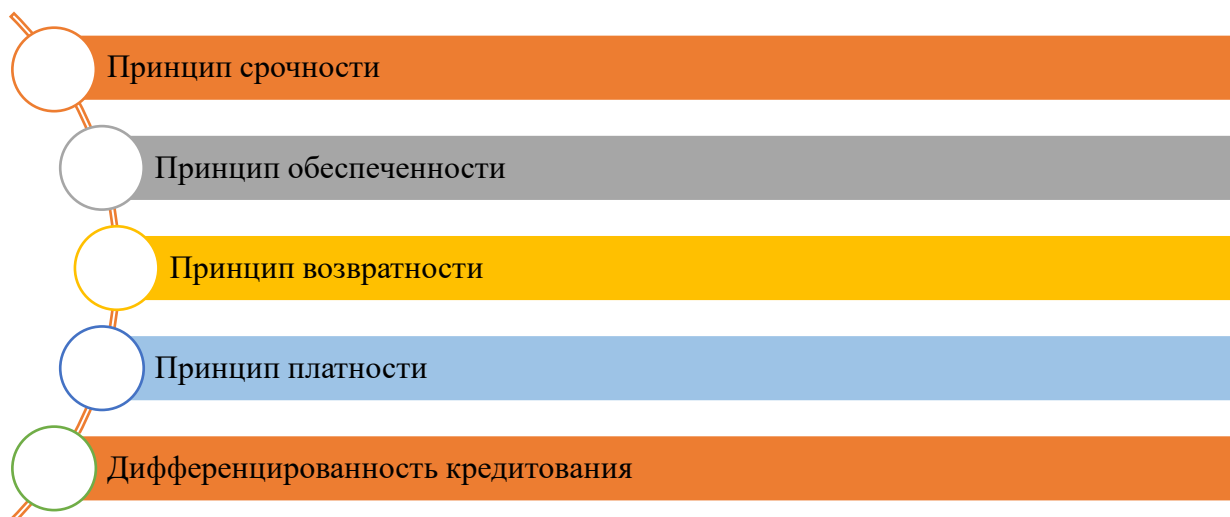 Принцип срочности
Принцип обеспеченности
Принцип возвратности
Принцип платности
Дифференцированность кредитования